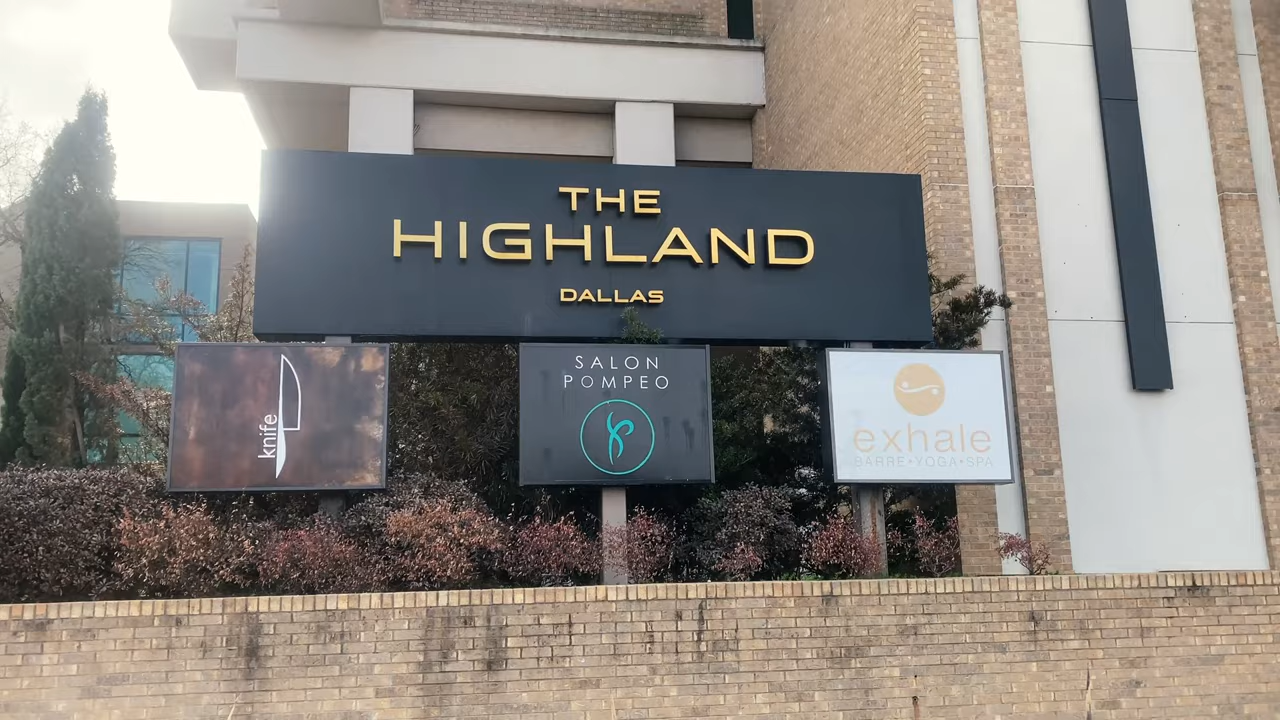 THE
HIGHLAND
DALLAS
knife
SALON
POMPEO
exhale
BARRE•YOGA•SPA